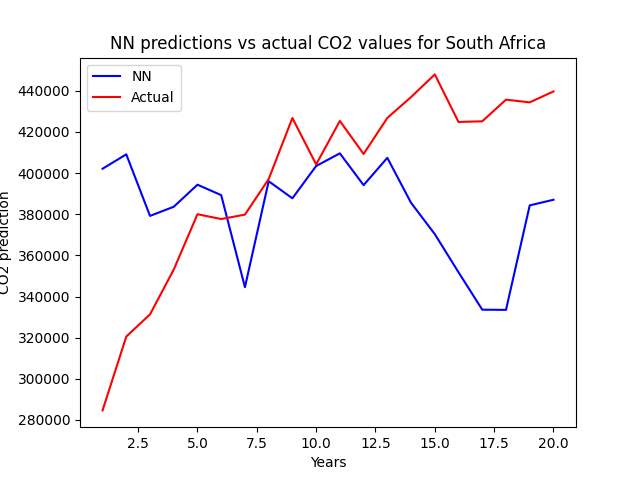 NN predictions vs actual CO2 values for South Africa
NN
Actual
440000
420000
400000
380000
360000
340000
320000
300000
280000
CO2 prediction
2.5 5.0 7.5 10.0 12.5 15.0 17.5 20.0
Years